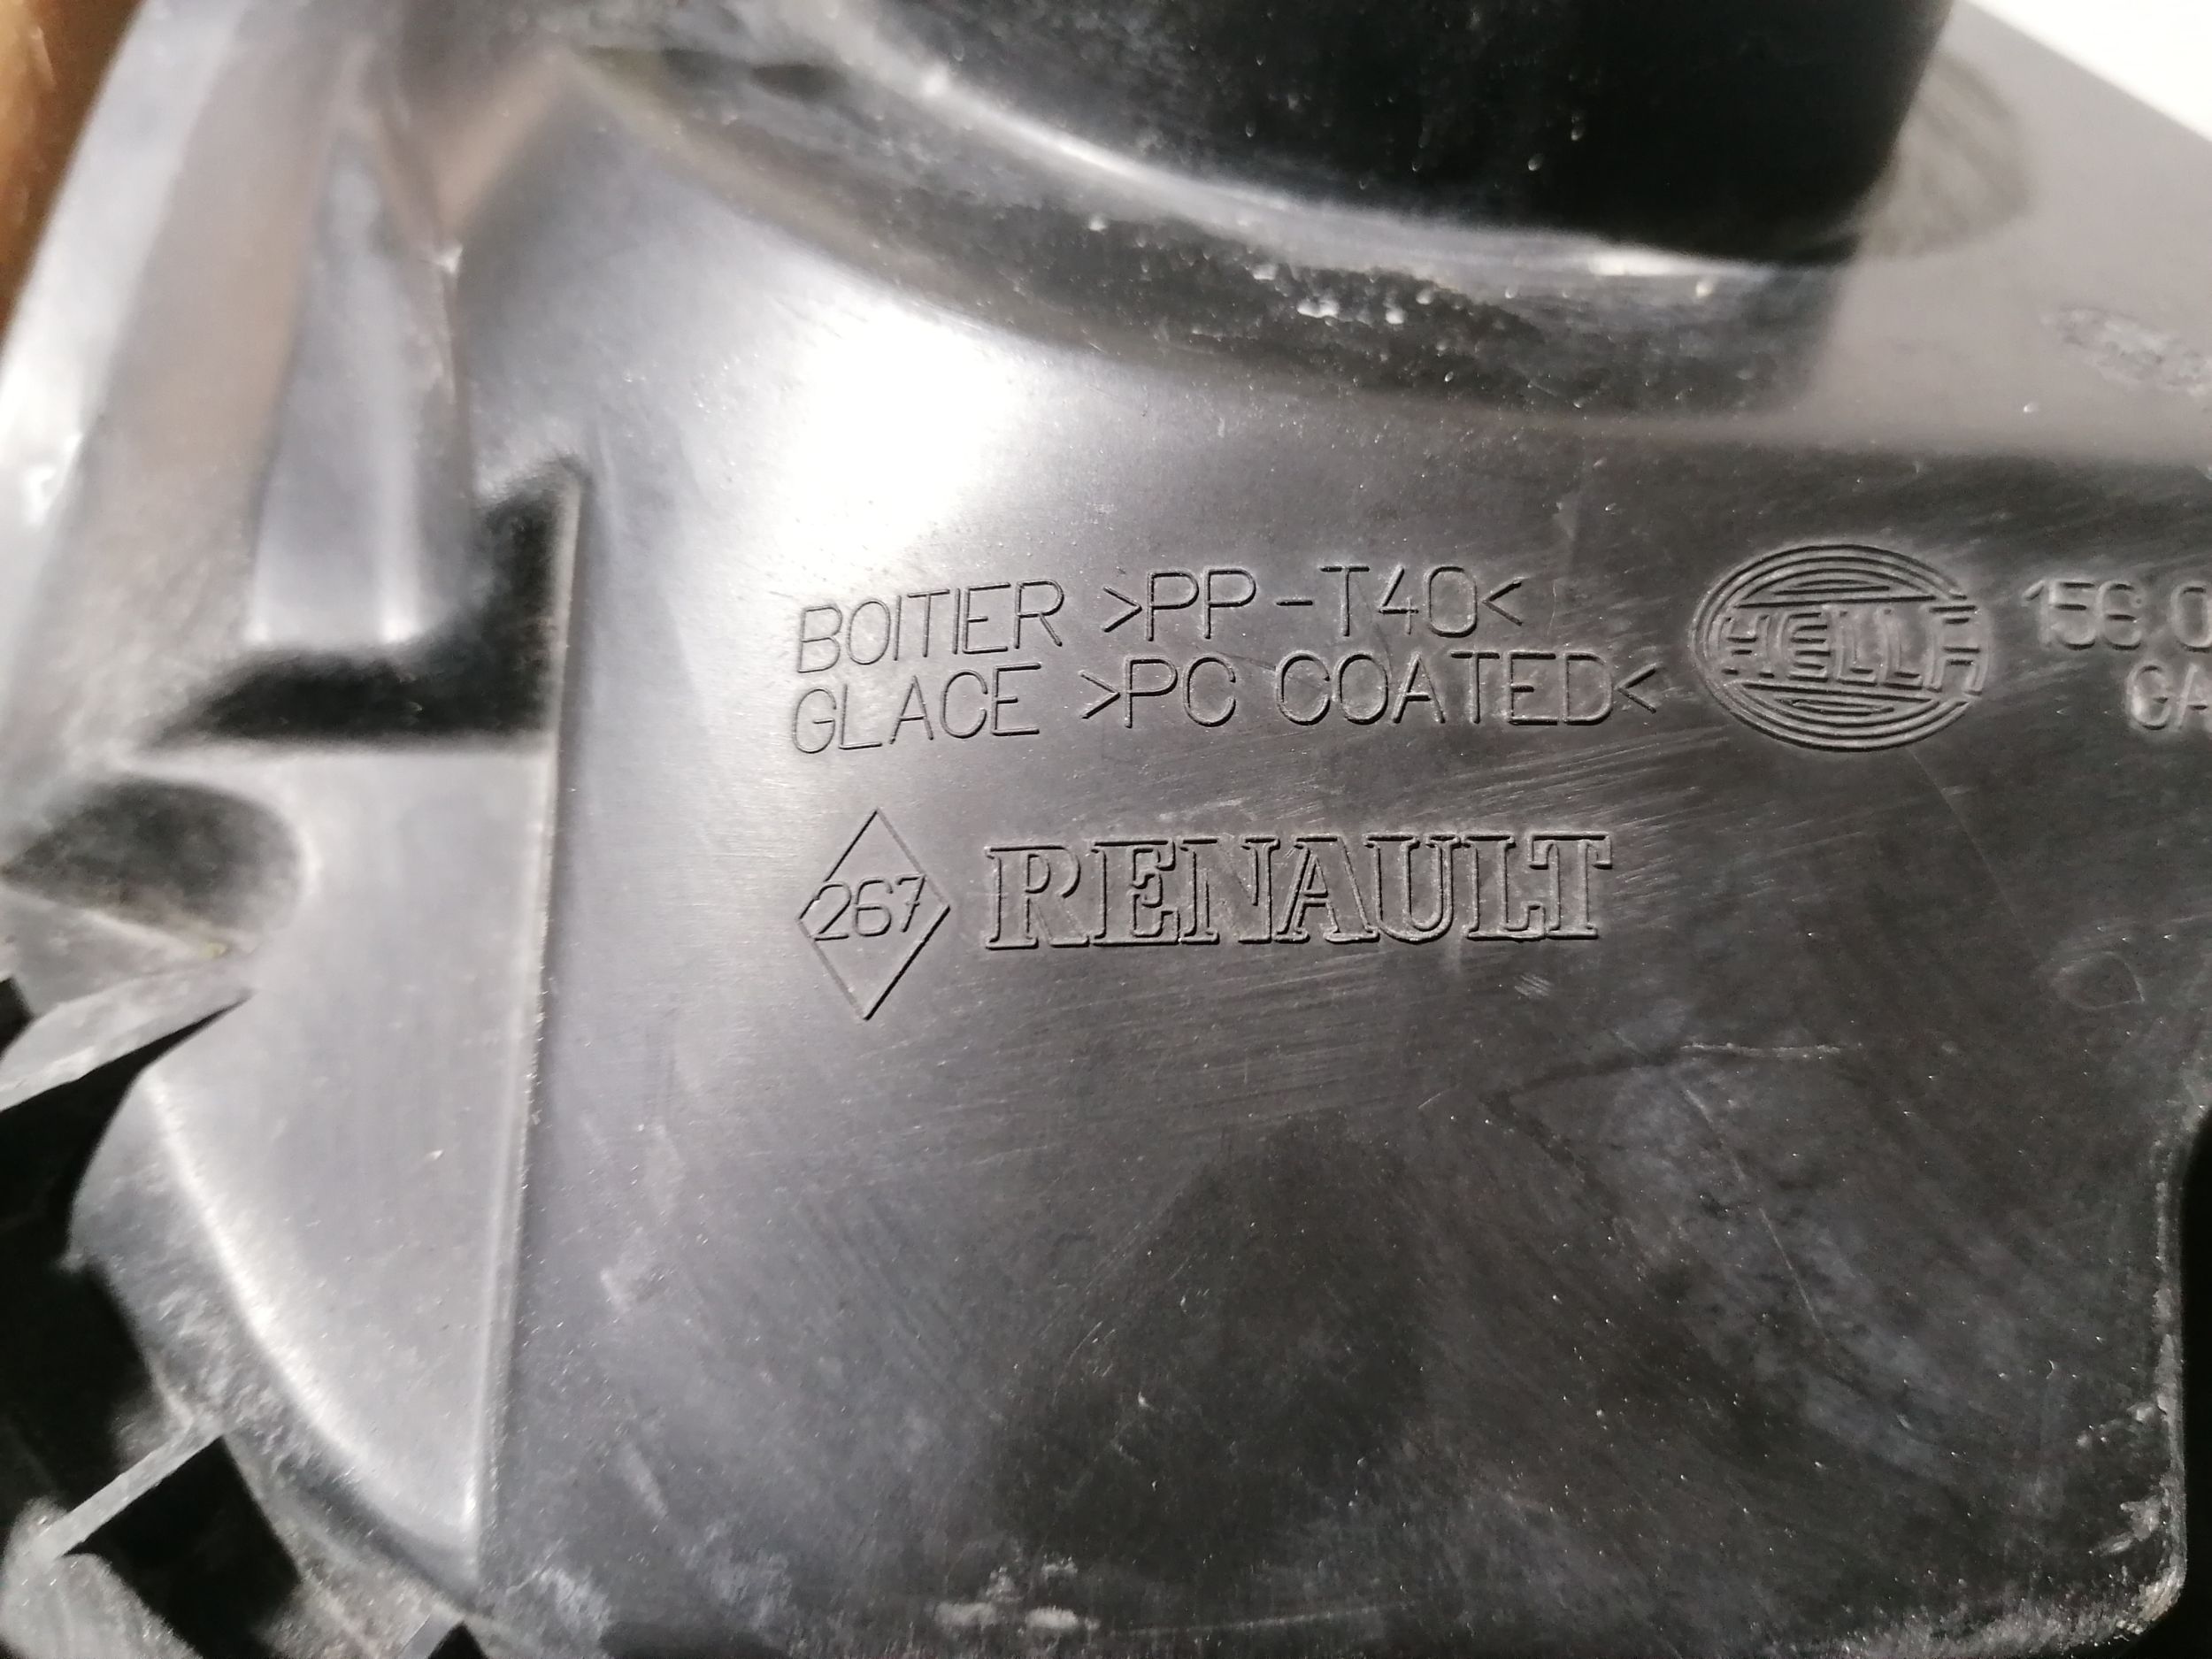 BOITIER >PP-T40<
GLACE >PC COATED<
HELLA
267 RENAULT